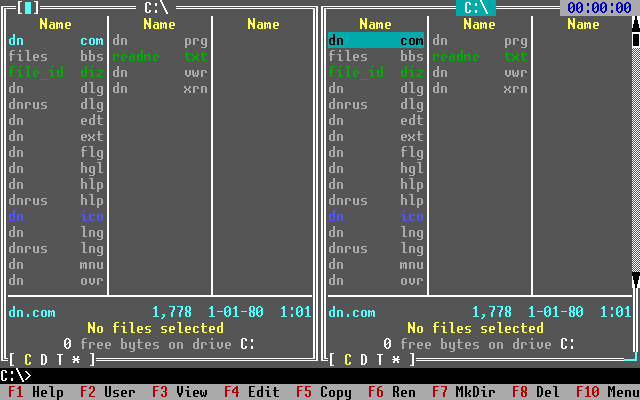 [ ] C:\ C:\ 00:00:00
Name Name Name Name Name Name
dn com dn prg dn com dn prg
files bbs readme txt files bbs readme txt
file_id diz dn vwr file_id diz dn vwr
dn dlg dn xrn dn dlg dn xrn
dnrus dlg dnrus dlg
dn edt dn edt
dn ext dn ext
dn flg dn flg
dn hgl dn hgl
dn hlp dn hlp
dnrus hlp dnrus hlp
dn ico dn ico
dn lng dn lng
dnrus lng dnrus lng
dn mnu dn mnu
dn ovr dn ovr
dn.com 1,778 1-01-80 1:01 dn.com 1,778 1-01-80 1:01
No files selected No files selected
0 free bytes on drive C: 0 free bytes on drive C:
[ C D T * ] [ C D T * ]
C:\>
F1 Help F2 User F3 View F4 Edit F5 Copy F6 Ren F7 MkDir F8 Del F10 Menu